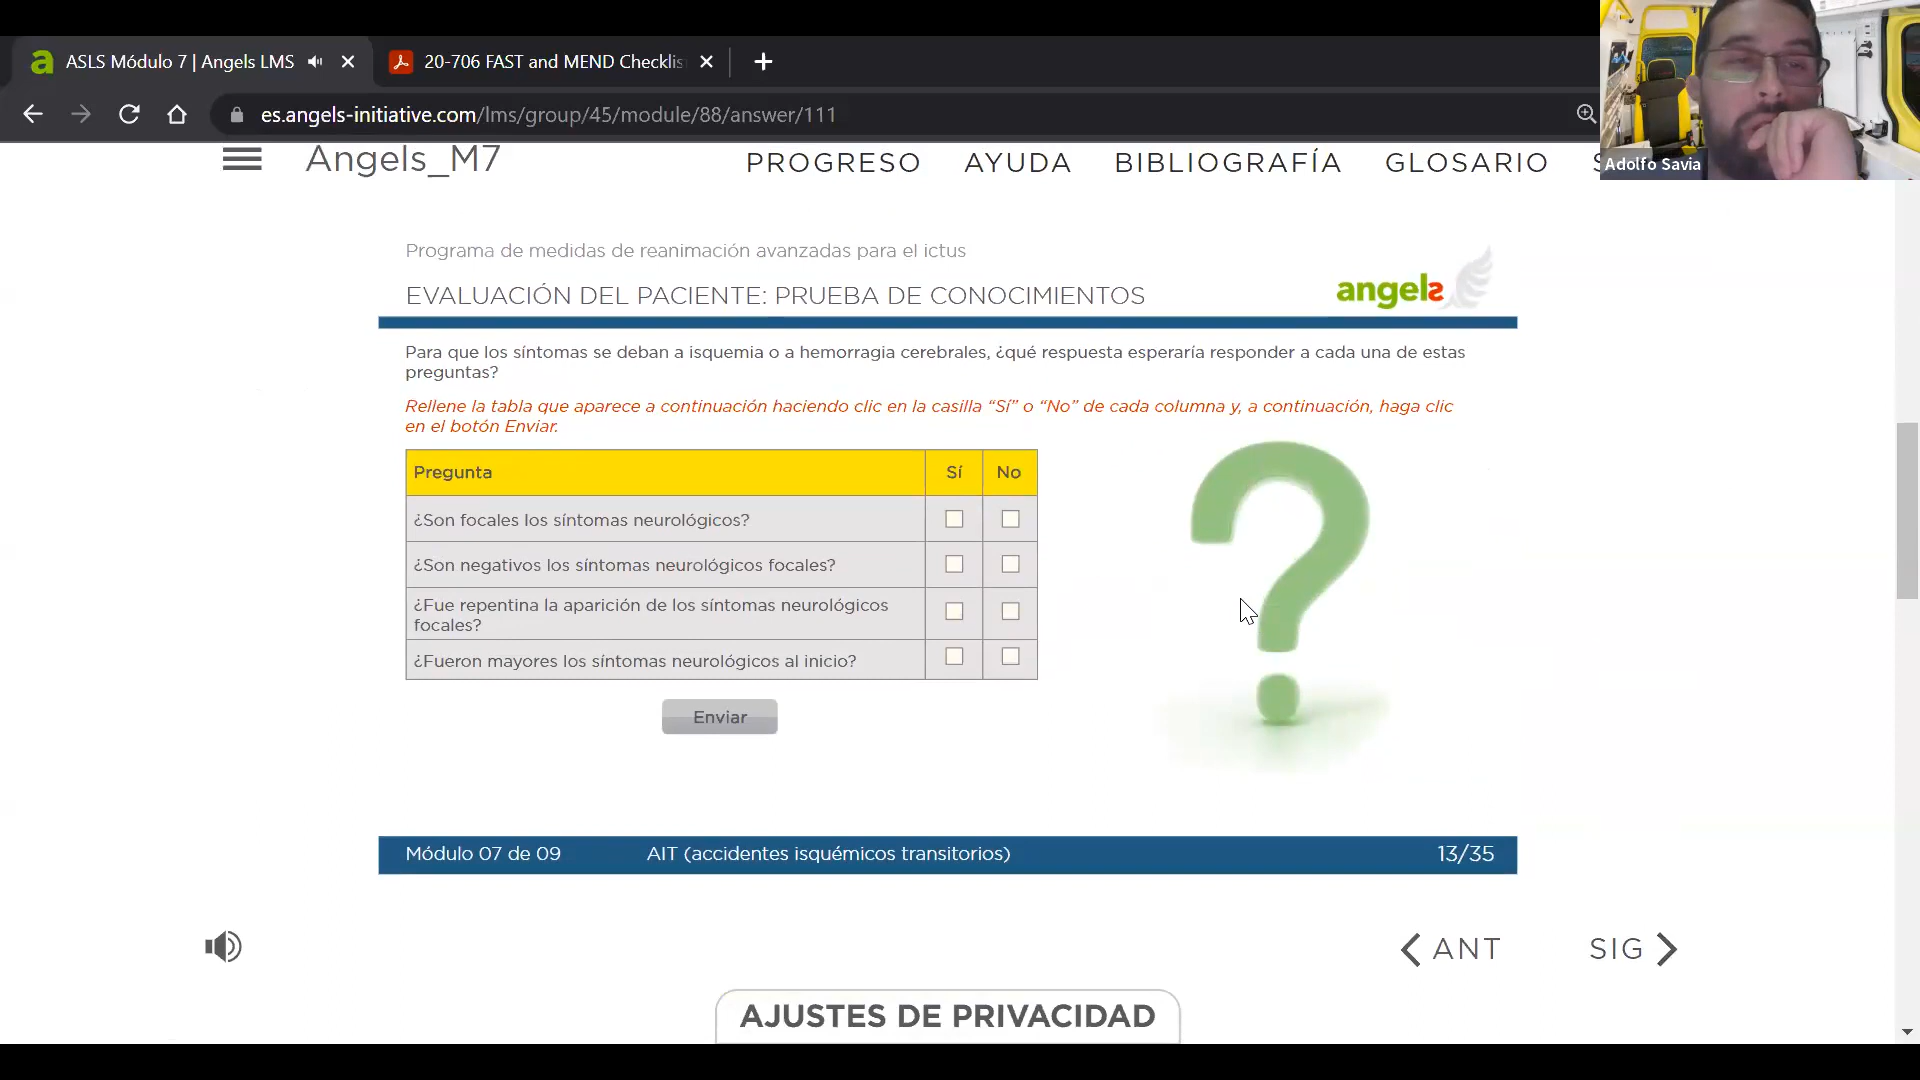 ASLS Módulo 7 | Angels LMS
20-706 FAST and MEND Checklis
es.angels-initiative.com/lms/group/45/module/88/answer/111
Adolfo Savia
Angels_M7
PROGRESO
AYUDA
BIBLIOGRAFÍA
GLOSARIO
Programa de medidas de reanimación avanzadas para el ictus
EVALUACIÓN DEL PACIENTE: PRUEBA DE CONOCIMIENTOS
angels
Para que los síntomas se deban a isquemia o a hemorragia cerebrales, ¿qué respuesta esperaría responder a cada una de estas
preguntas?
Rellene la tabla que aparece a continuación haciendo clic en la casilla “Sí” o “No” de cada columna y, a continuación, haga clic
en el botón Enviar.
Pregunta Sí No
¿Son focales los síntomas neurológicos?
¿Son negativos los síntomas neurológicos focales?
¿Fue repentina la aparición de los síntomas neurológicos
focales?
¿Fueron mayores los síntomas neurológicos al inicio?
?
Enviar
Módulo 07 de 09
AIT (accidentes isquémicos transitorios)
13/35
ANT
SIG
AJUSTES DE PRIVACIDAD